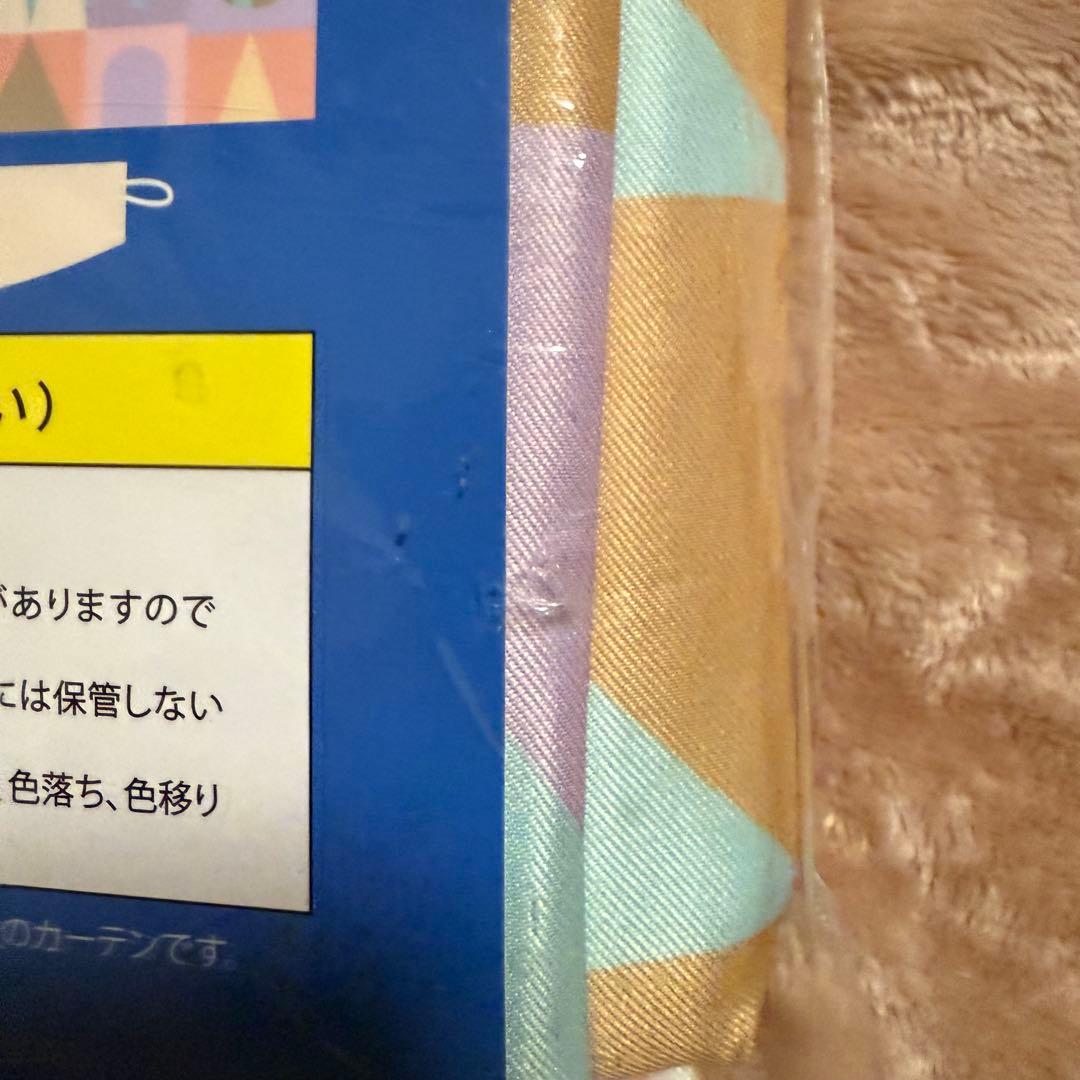 い）
がありますので
には保管しない
、色落ち、色移り
のカーテンです。